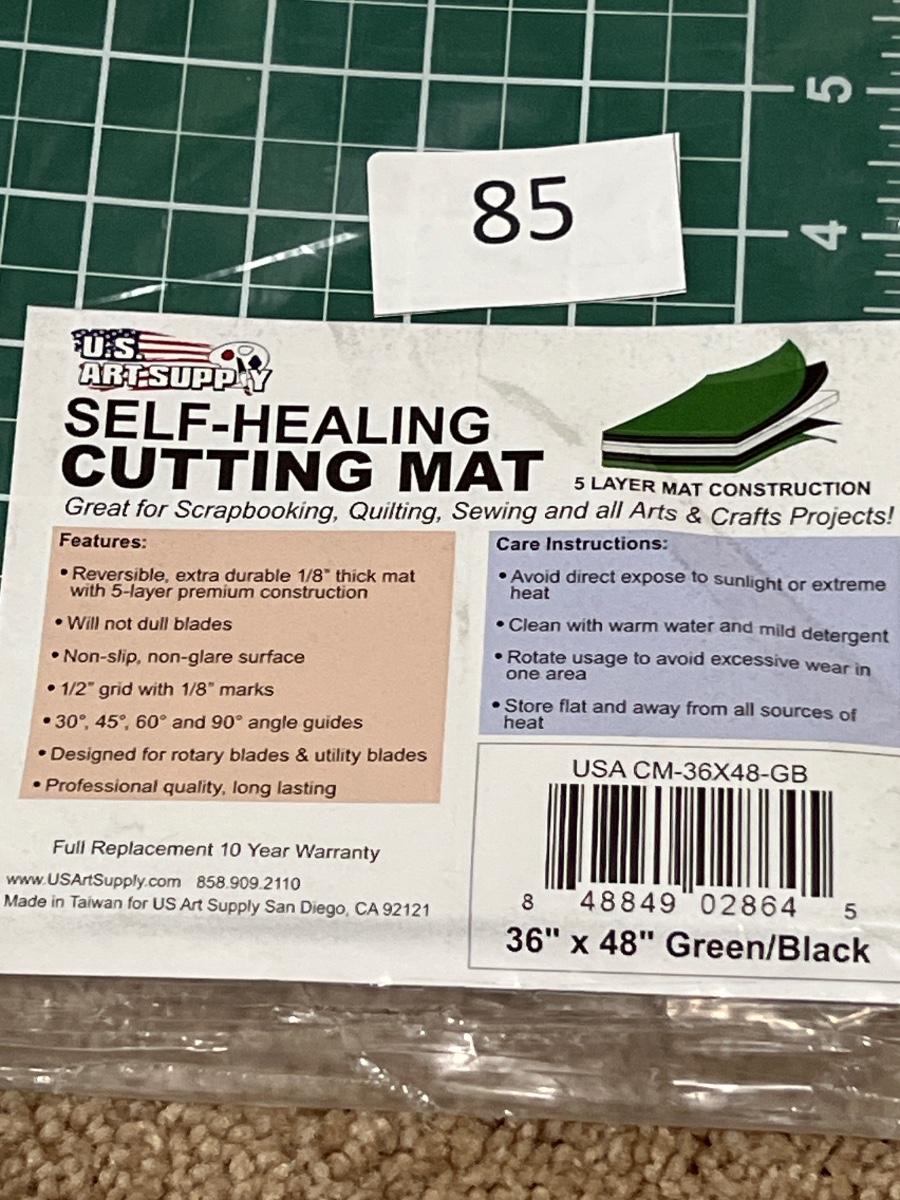 5
4
85
U.S.
ART-SUPPLY
SELF-HEALING
CUTTING MAT
5 LAYER MAT CONSTRUCTION
Great for Scrapbooking, Quilting, Sewing and all Arts & Crafts Projects!
Features:
• Reversible, extra durable 1/8" thick mat
with 5-layer premium construction
• Will not dull blades
• Non-slip, non-glare surface
• 1/2" grid with 1/8" marks
• 30°, 45°, 60° and 90° angle guides
• Designed for rotary blades & utility blades
• Professional quality, long lasting
Care Instructions:
• Avoid direct expose to sunlight or extreme
heat
• Clean with warm water and mild detergent
• Rotate usage to avoid excessive wear in
one area
• Store flat and away from all sources of
heat
Full Replacement 10 Year Warranty
www.USArtSupply.com 858.909.2110
Made in Taiwan for US Art Supply San Diego, CA 92121
USA CM-36X48-GB
8 48849 02864 5
36" x 48" Green/Black